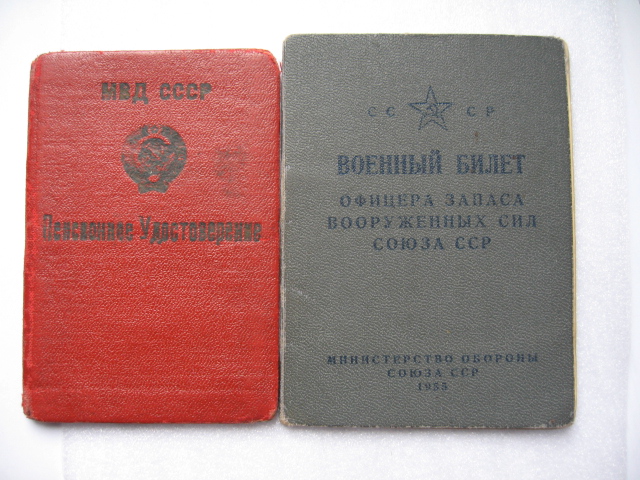 МВД СССР
Пенсионное Удостоверение
СС СР
ВОЕННЫЙ БИЛЕТ
ОФИЦЕРА ЗАПАСА
ВООРУЖЕННЫХ СИЛ
СОЮЗА ССР
МИНИСТЕРСТВО ОБОРОНЫ
СОЮЗА ССР
1955